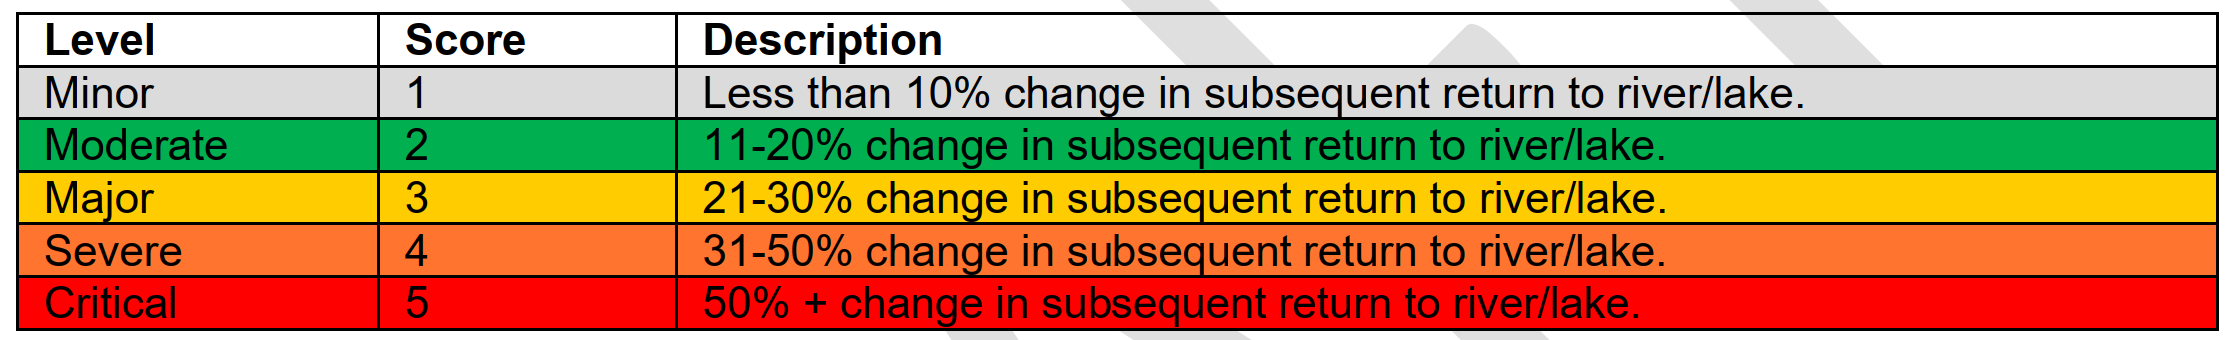 Level Score Description
Minor 1 Less than 10% change in subsequent return to river/lake.
Moderate 2 11-20% change in subsequent return to river/lake.
Major 3 21-30% change in subsequent return to river/lake.
Severe 4 31-50% change in subsequent return to river/lake.
Critical 5 50% + change in subsequent return to river/lake.